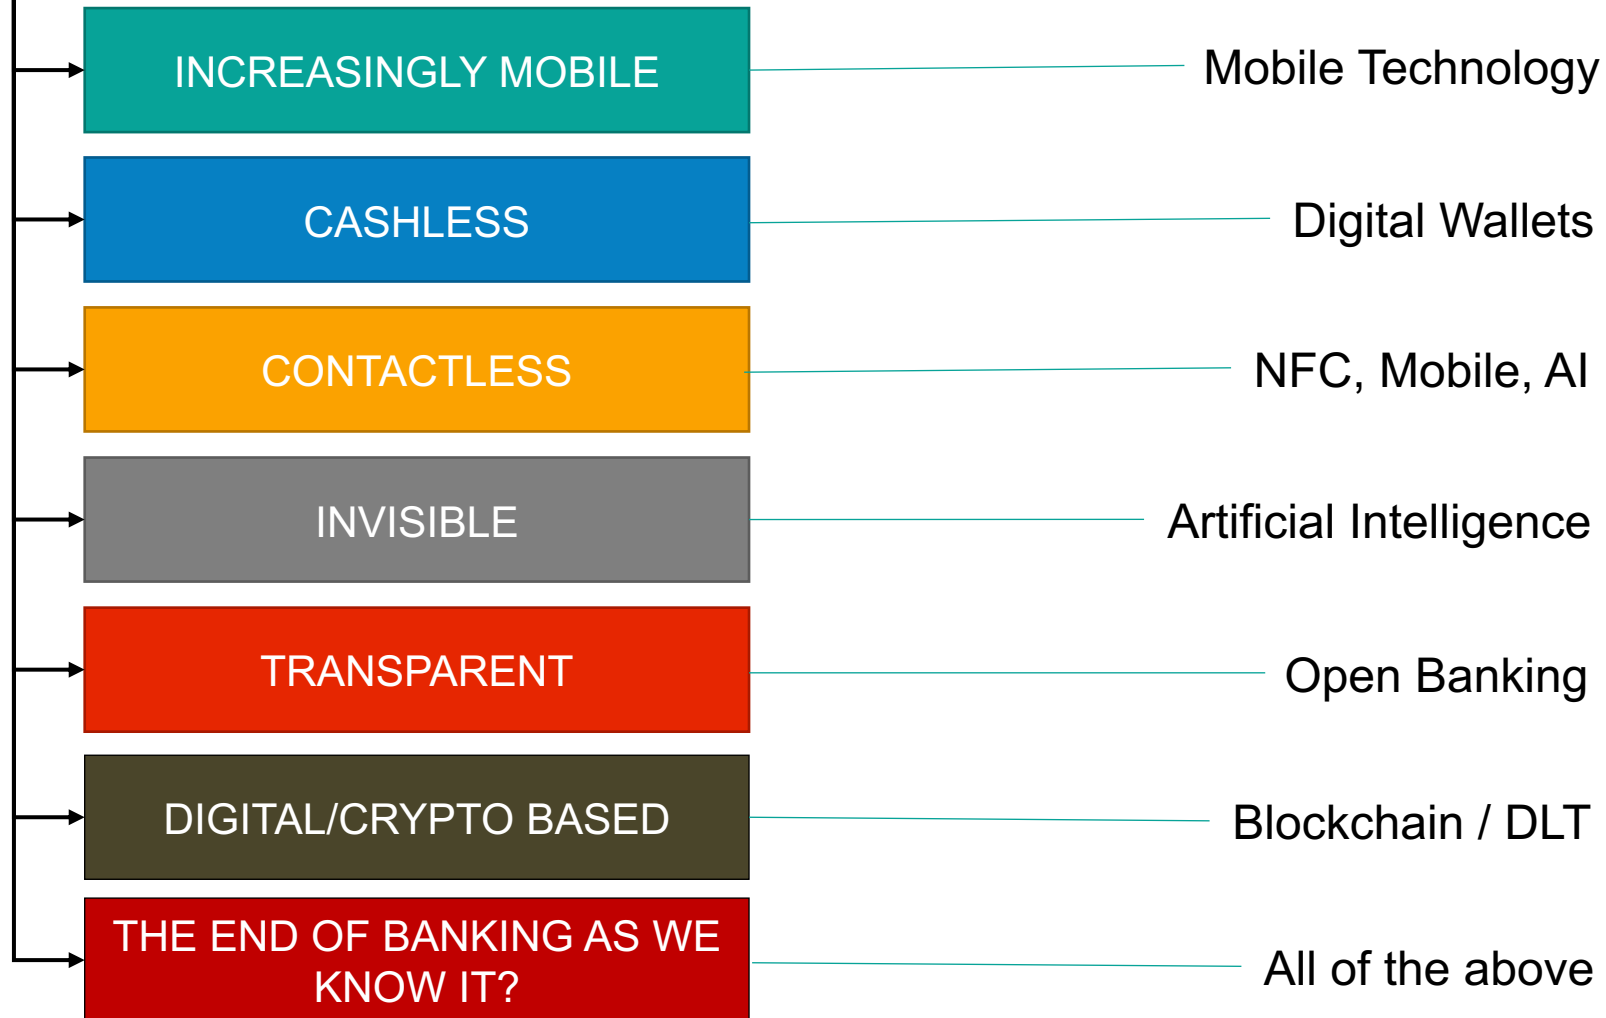 INCREASINGLY MOBILE
Mobile Technology
CASHLESS
Digital Wallets
CONTACTLESS
NFC, Mobile, AI
INVISIBLE
Artificial Intelligence
TRANSPARENT
Open Banking
DIGITAL/CRYPTO BASED
Blockchain / DLT
THE END OF BANKING AS WE
KNOW IT?
All of the above